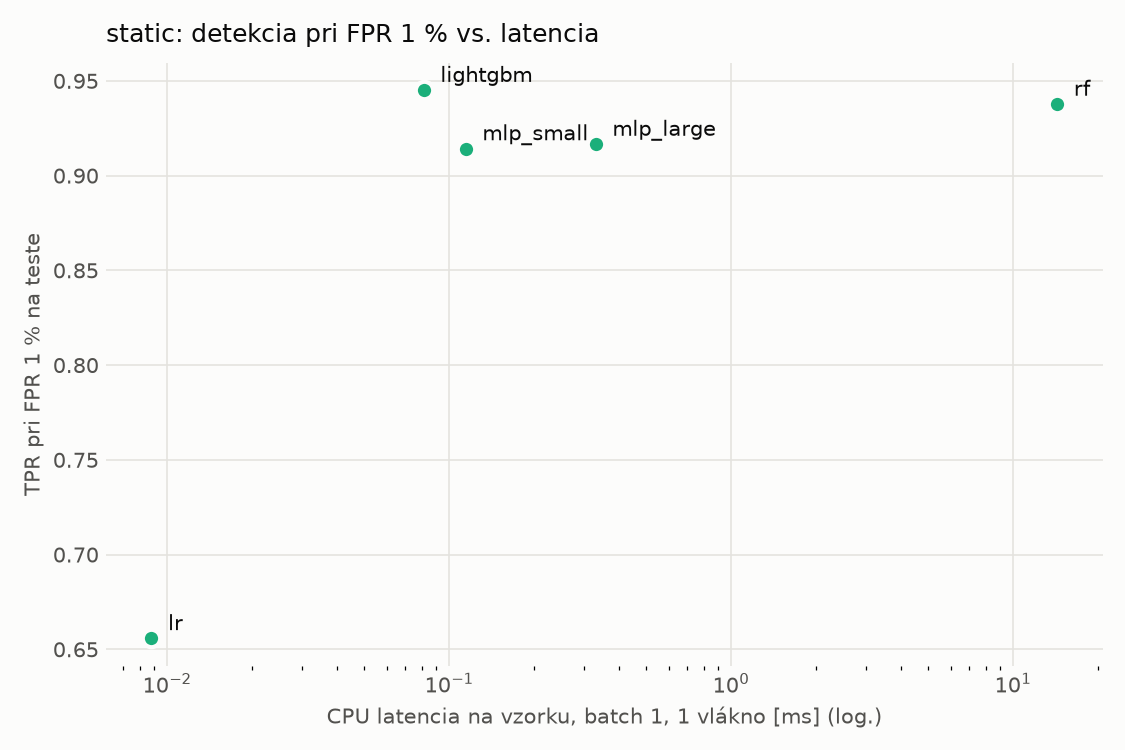 static: detekcia pri FPR 1 % vs. latencia
TPR pri FPR 1 % na teste
0.95
0.90
0.85
0.80
0.75
0.70
0.65
lightgbm
rf
mlp_small
mlp_large
lr
10⁻²
10⁻¹
10⁰
10¹
CPU latencia na vzorku, batch 1, 1 vlákno [ms] (log.)